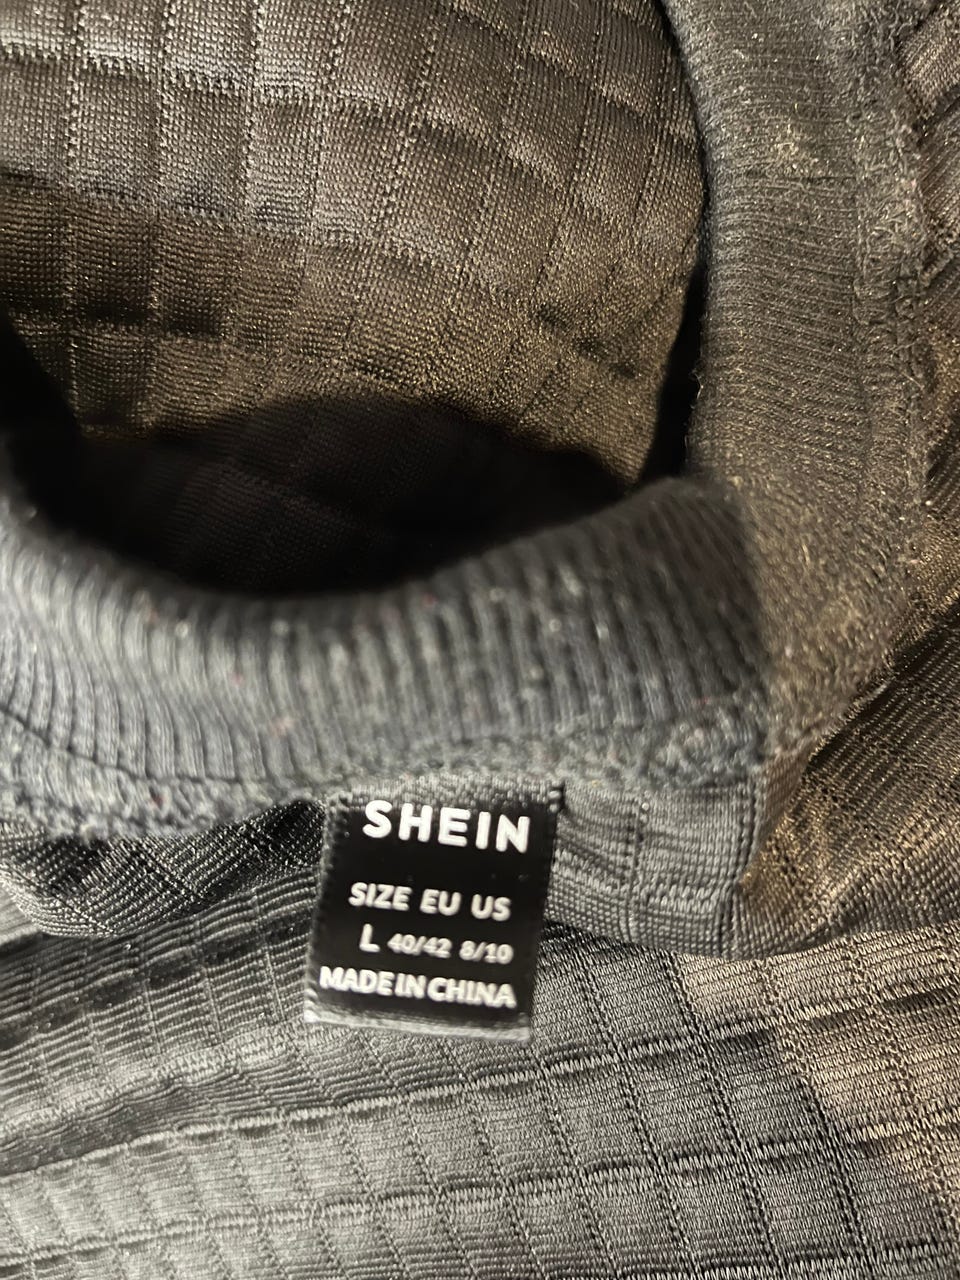 SHEIN
SIZE EU US
L 40/42 8/10
MADE IN CHINA